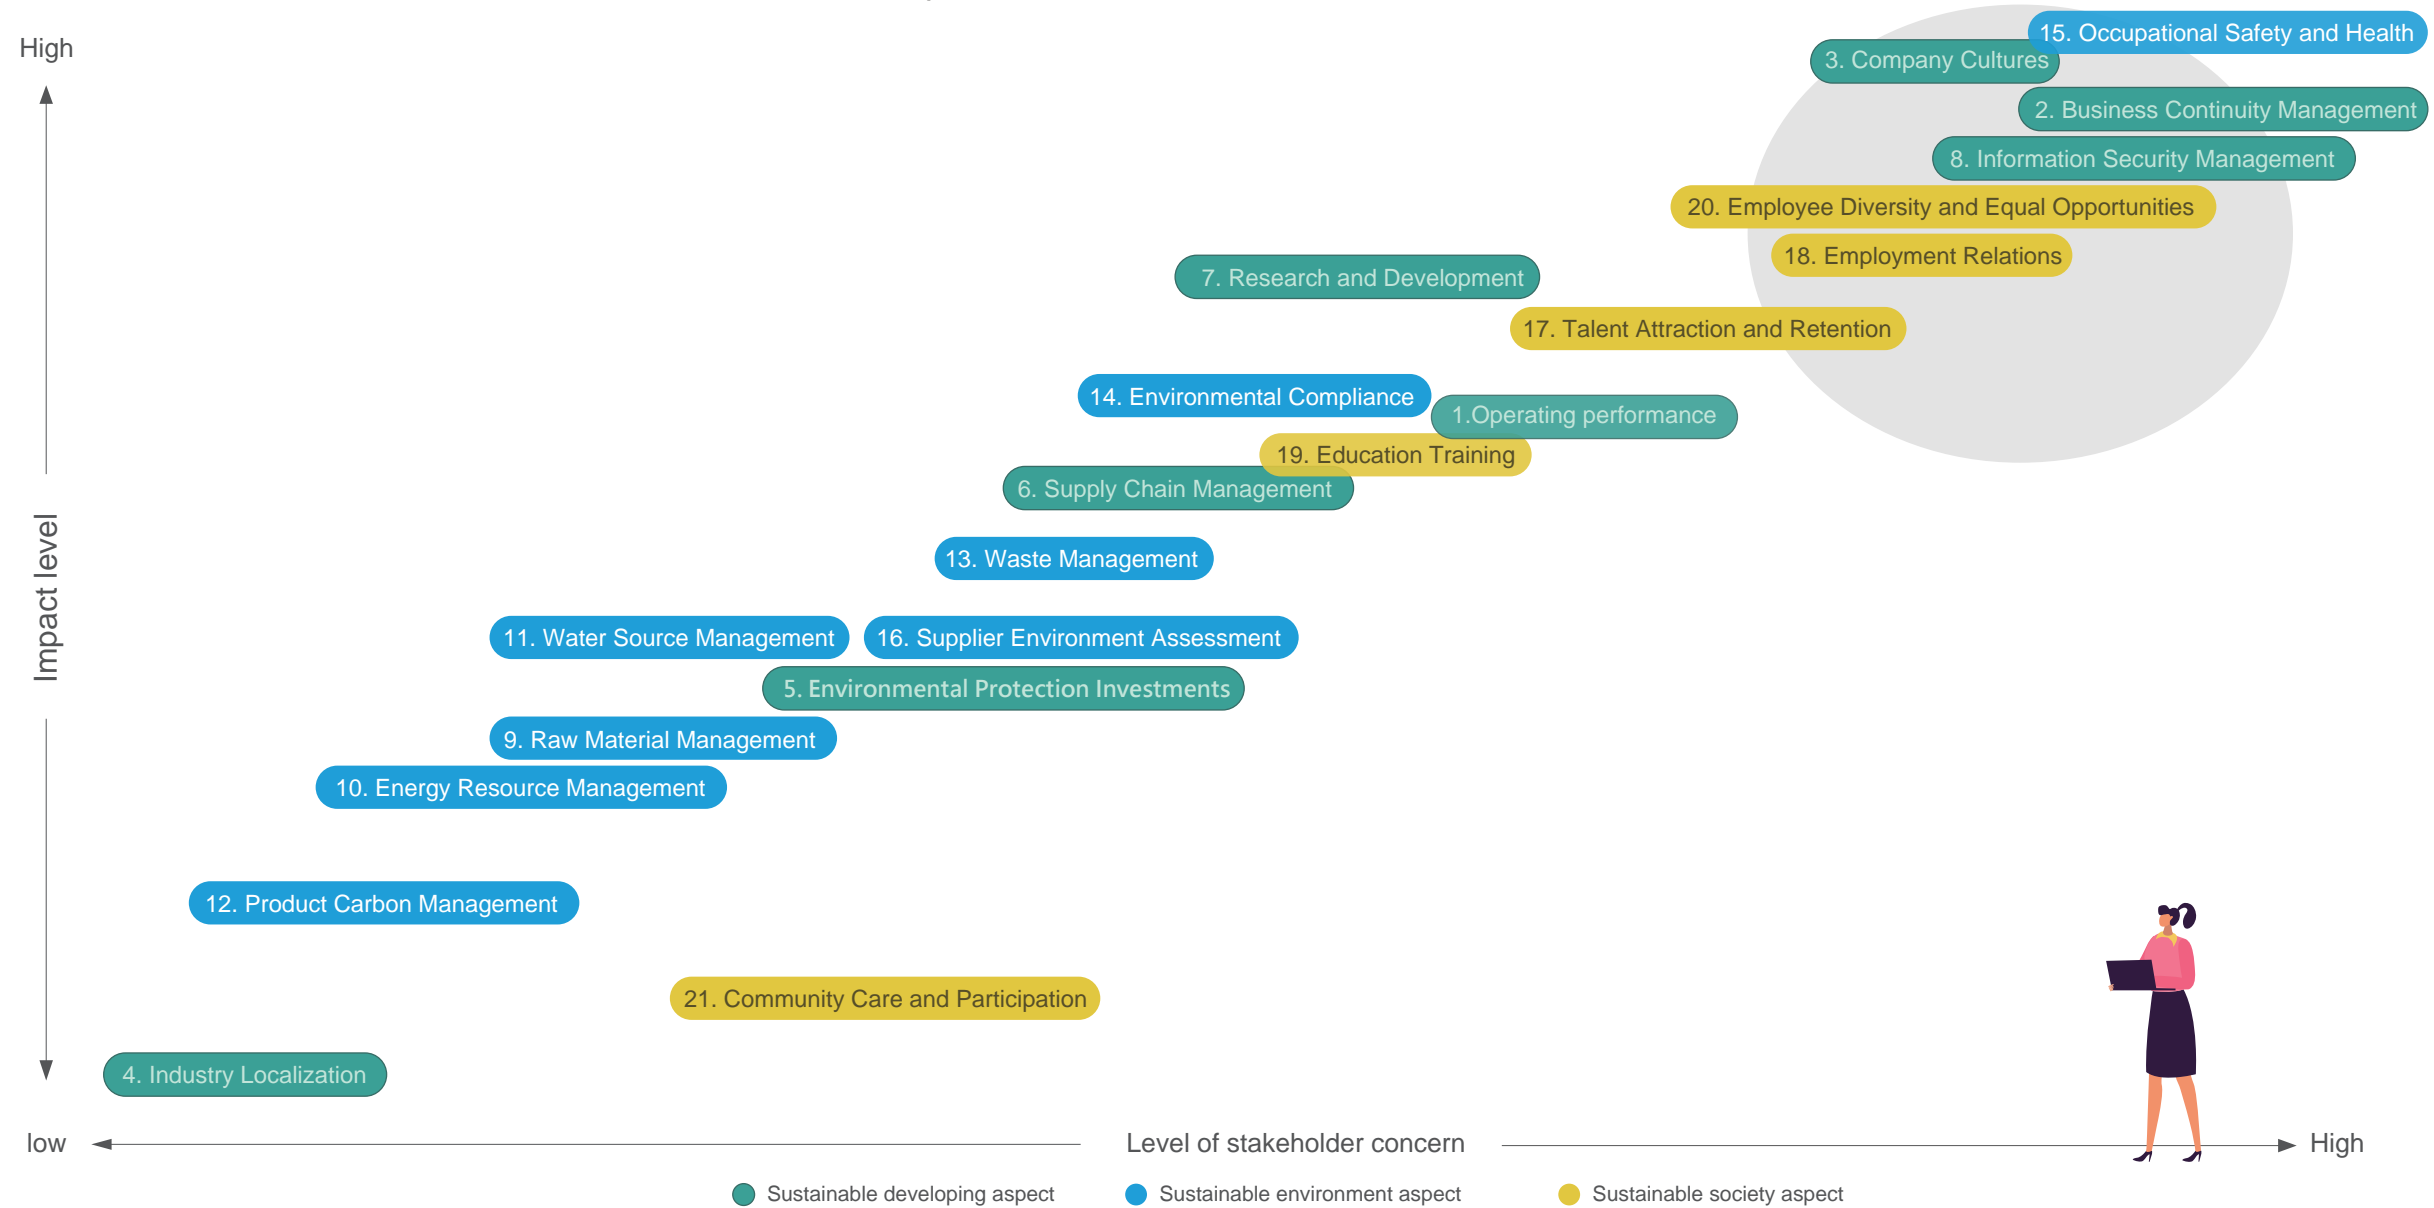 High
15. Occupational Safety and Health
3. Company Cultures
2. Business Continuity Management
8. Information Security Management
20. Employee Diversity and Equal Opportunities
18. Employment Relations
7. Research and Development
17. Talent Attraction and Retention
14. Environmental Compliance
1.Operating performance
19. Education Training
6. Supply Chain Management
Impact level
13. Waste Management
11. Water Source Management
16. Supplier Environment Assessment
5. Environmental Protection Investments
9. Raw Material Management
10. Energy Resource Management
12. Product Carbon Management
21. Community Care and Participation
4. Industry Localization
low
Level of stakeholder concern
High
Sustainable developing aspect
Sustainable environment aspect
Sustainable society aspect